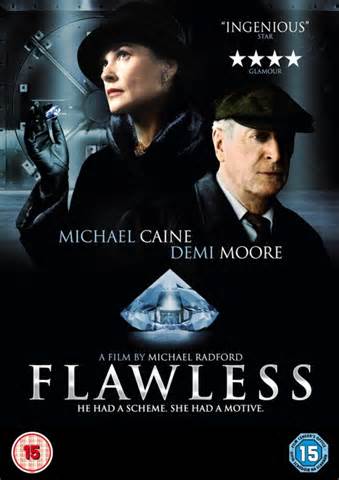 "INGENIOUS"
GLAMOUR
MICHAEL CAINE
DEMI MOORE
A FILM BY MICHAEL RADFORD
FLAWLESS
HE HAD A SCHEME. SHE HAD A MOTIVE.
15
15